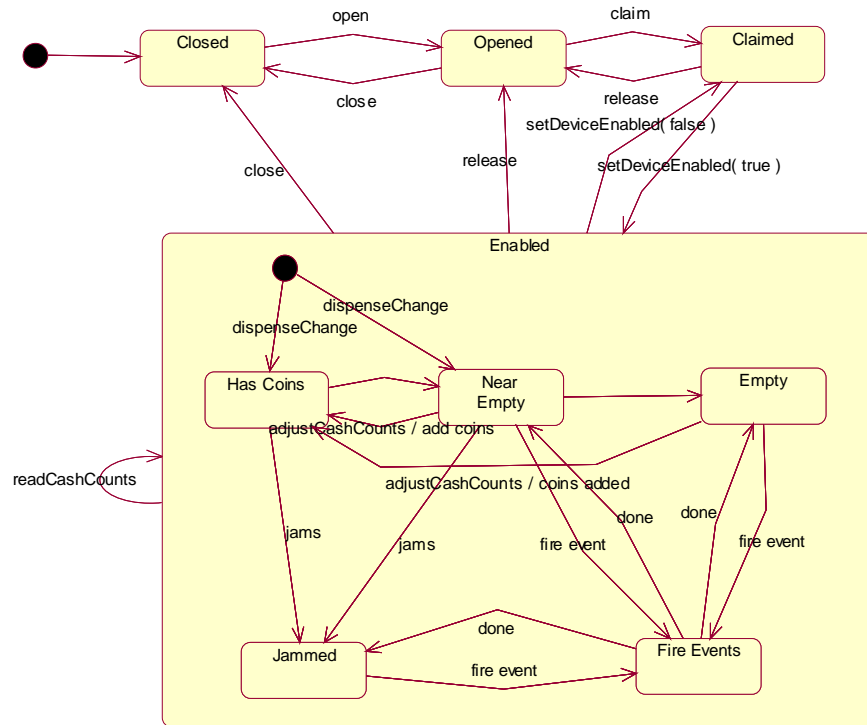 open
claim
Closed
Opened
Claimed
close
release
setDeviceEnabled( false )
release
setDeviceEnabled( true )
close
Enabled
dispenseChange
dispenseChange
Has Coins
Near
Empty
Empty
adjustCashCounts / add coins
readCashCounts
adjustCashCounts / coins added
done
done
jams
jams
fire event
fire event
done
Jammed
Fire Events
fire event